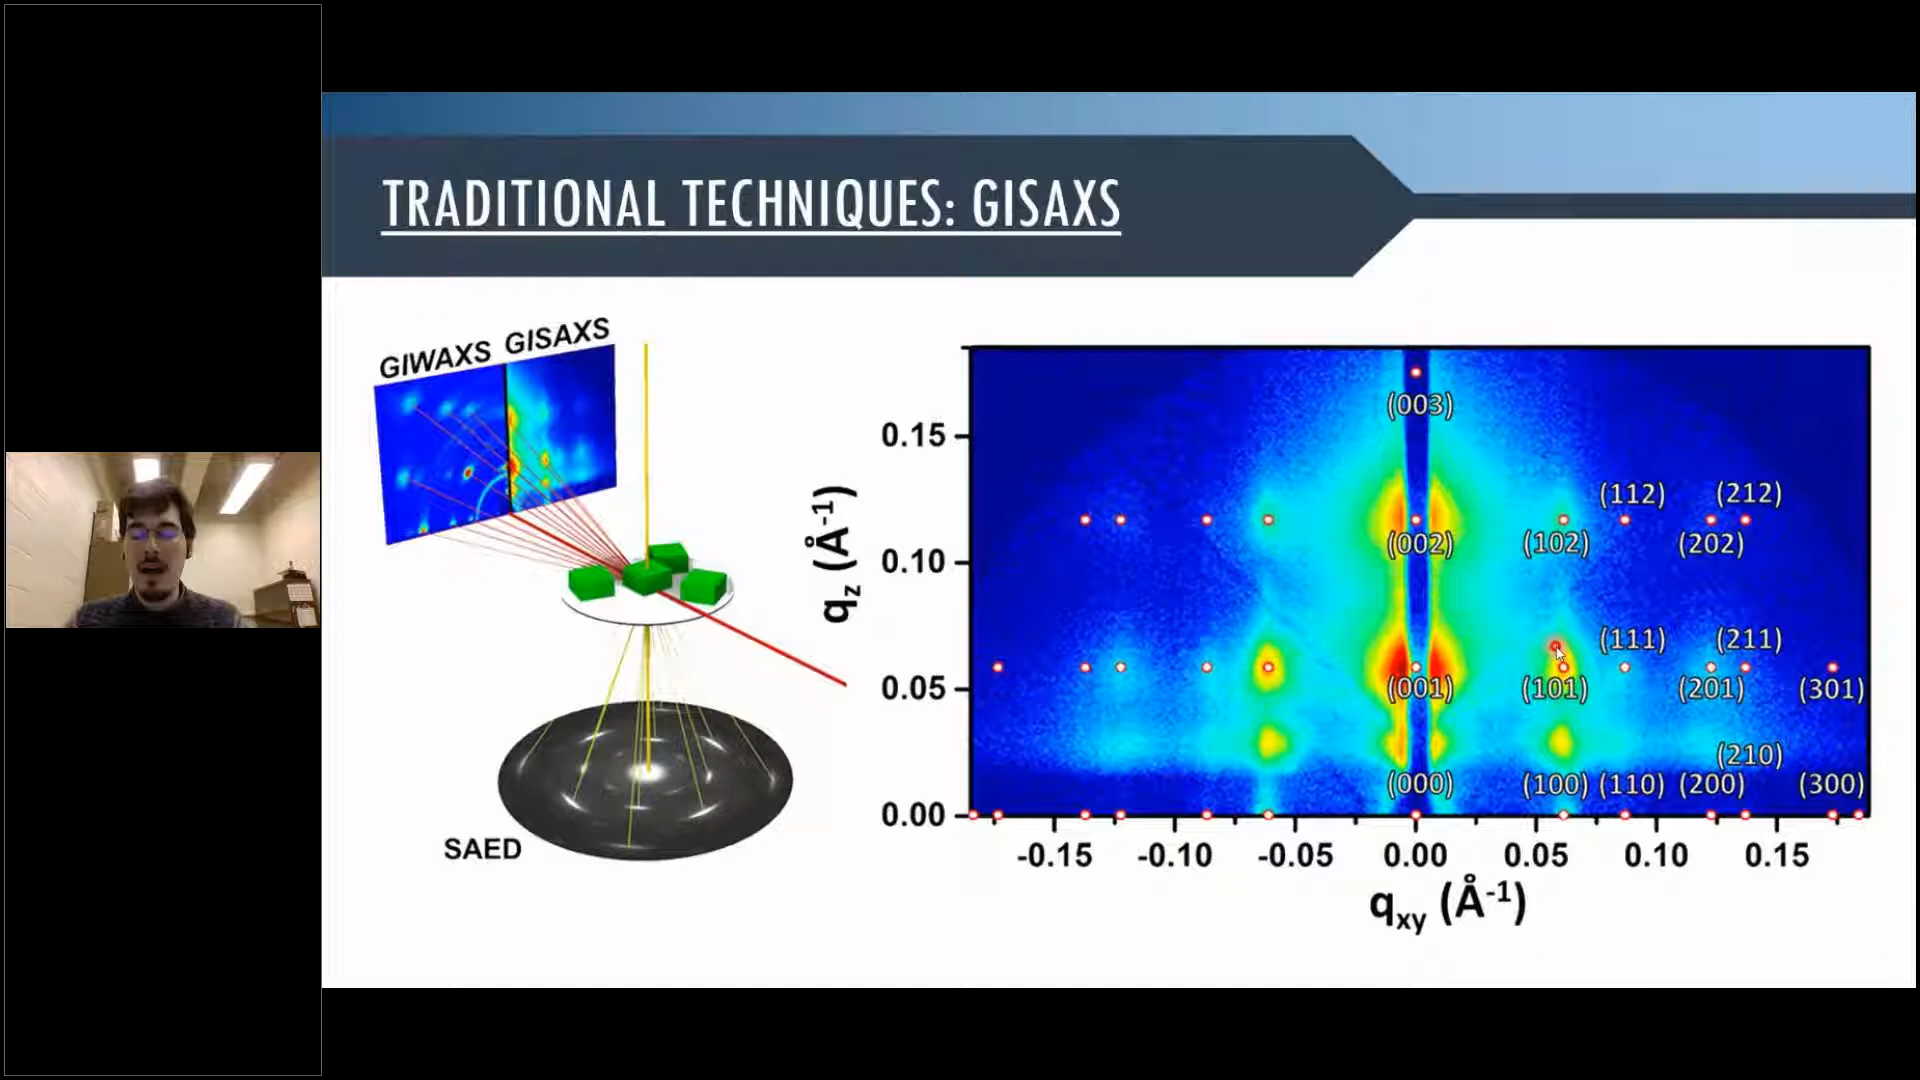 TRADITIONAL TECHNIQUES: GISAXS
GIWAXS GISAXS
SAED
qz (Å-1)
0.15
0.10
0.05
0.00
(003)
(112) (212)
(002) (102) (202)
(111) (211)
(001) (101) (201) (301)
(210)
(000) (100) (110) (200) (300)
-0.15 -0.10 -0.05 0.00 0.05 0.10 0.15
qxy (Å-1)